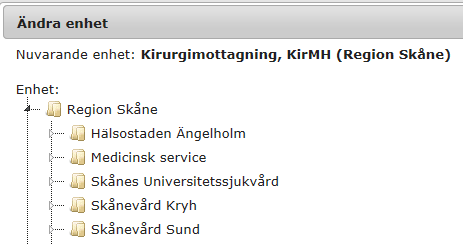 Ändra enhet
Nuvarande enhet: Kirurgimottagning, KirMH (Region Skåne)
Enhet:
Region Skåne
Hälsostaden Ängelholm
Medicinsk service
Skånes Universitetssjukvård
Skånevård Kryh
Skånevård Sund